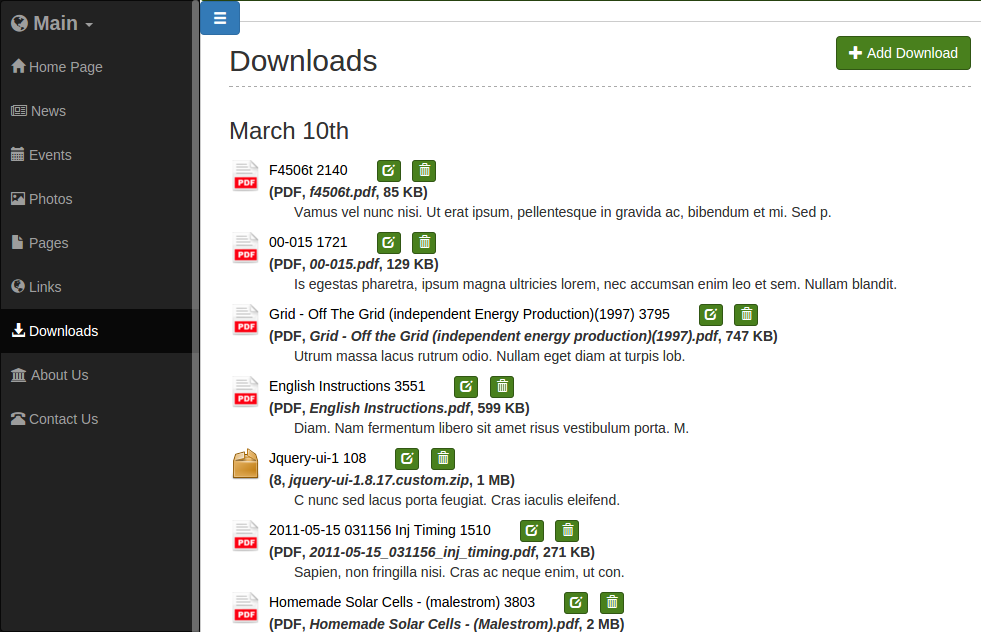 Main
Home Page
News
Events
Photos
Pages
Links
Downloads
About Us
Contact Us
Downloads
Add Download
March 10th
PDF
F4506t 2140
(PDF, f4506t.pdf, 85 KB)
Vamus vel nunc nisi. Ut erat ipsum, pellentesque in gravida ac, bibendum et mi. Sed p.
PDF
00-015 1721
(PDF, 00-015.pdf, 129 KB)
Is egestas pharetra, ipsum magna ultricies lorem, nec accumsan enim leo et sem. Nullam blandit.
PDF
Grid - Off The Grid (independent Energy Production)(1997) 3795
(PDF, Grid - Off the Grid (independent energy production)(1997).pdf, 747 KB)
Utrum massa lacus rutrum odio. Nullam eget diam at turpis lob.
PDF
English Instructions 3551
(PDF, English Instructions.pdf, 599 KB)
Diam. Nam fermentum libero sit amet risus vestibulum porta. M.
Jquery-ui-1 108
(8, jquery-ui-1.8.17.custom.zip, 1 MB)
C nunc sed lacus porta feugiat. Cras iaculis eleifend.
PDF
2011-05-15 031156 Inj Timing 1510
(PDF, 2011-05-15_031156_inj_timing.pdf, 271 KB)
Sapien, non fringilla nisi. Cras ac neque enim, ut con.
PDF
Homemade Solar Cells - (malestrom) 3803
(PDF, Homemade Solar Cells - (Malestrom).pdf, 2 MB)